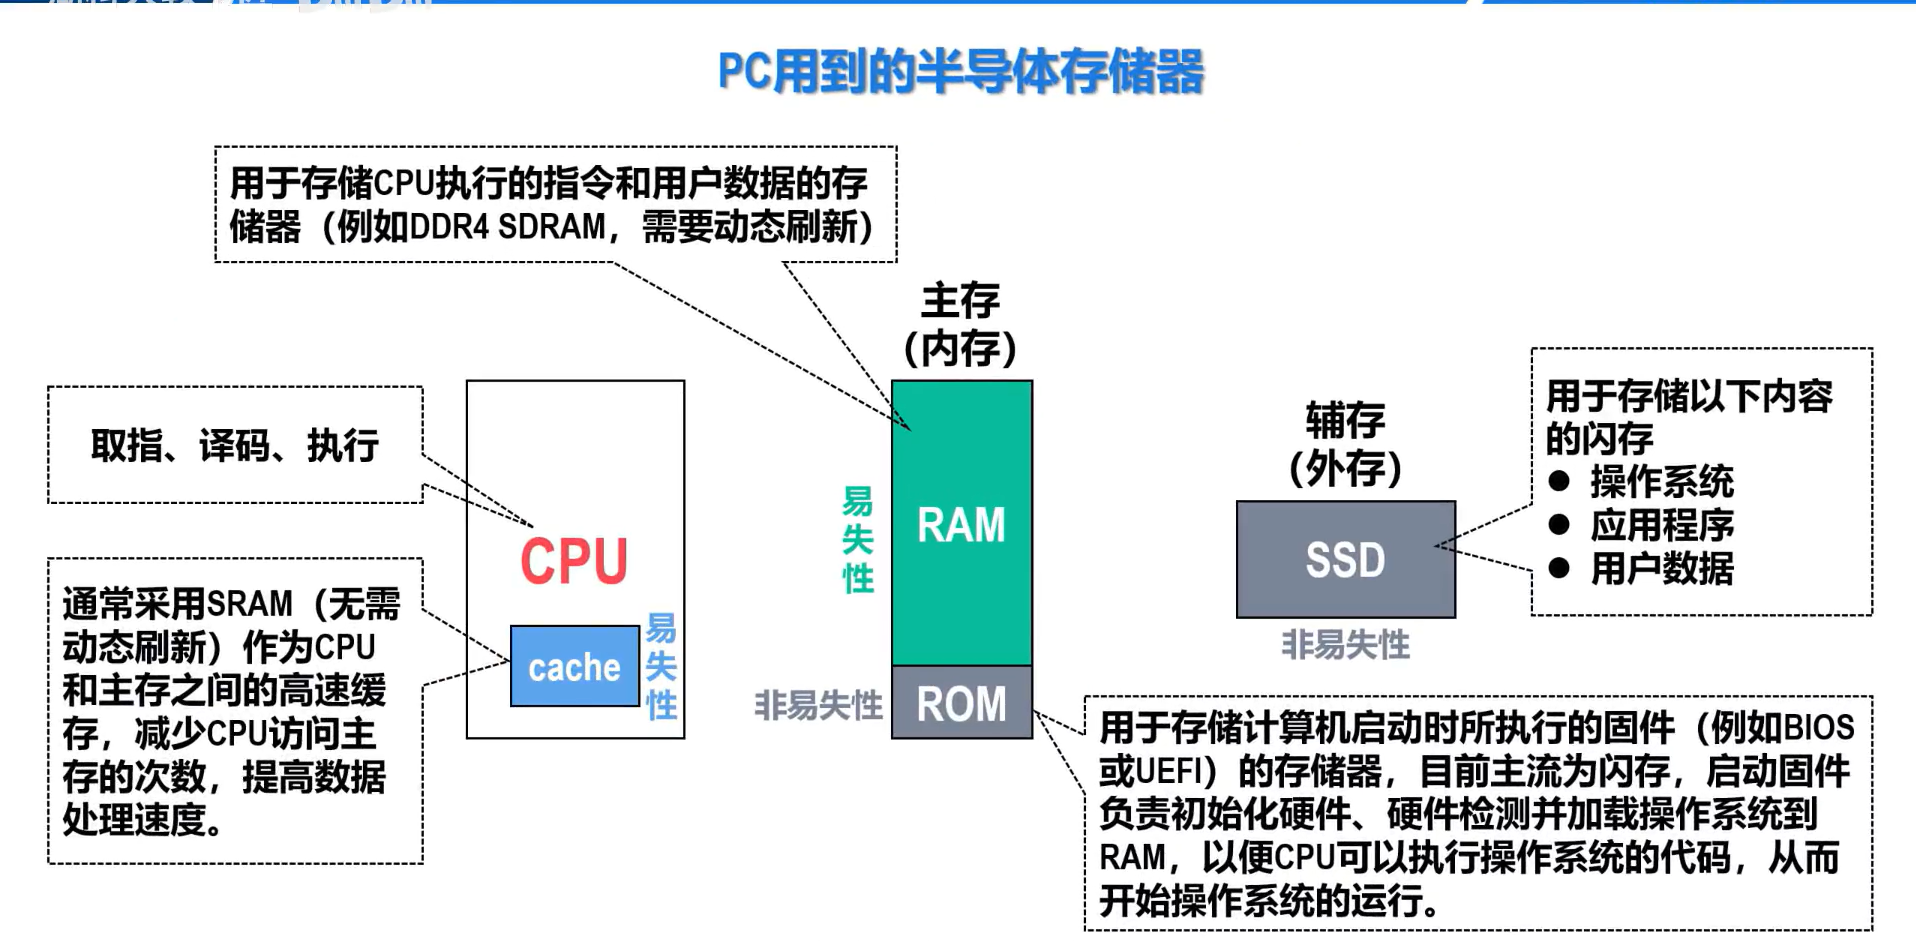 PC用到的半导体存储器
用于存储CPU执行的指令和用户数据的存
储器（例如DDR4 SDRAM，需要动态刷新）
主存
（内存）
取指、译码、执行
CPU
通常采用SRAM（无需
动态刷新）作为CPU
和主存之间的高速缓
存，减少CPU访问主
存的次数，提高数据
处理速度。
cache
易
失
性
易
失
性
RAM
非易失性
ROM
辅存
（外存）
SSD
非易失性
用于存储以下内容
的闪存
● 操作系统
● 应用程序
● 用户数据
用于存储计算机启动时所执行的固件（例如BIOS
或UEFI）的存储器，目前主流为闪存，启动固件
负责初始化硬件、硬件检测并加载操作系统到
RAM，以便CPU可以执行操作系统的代码，从而
开始操作系统的运行。